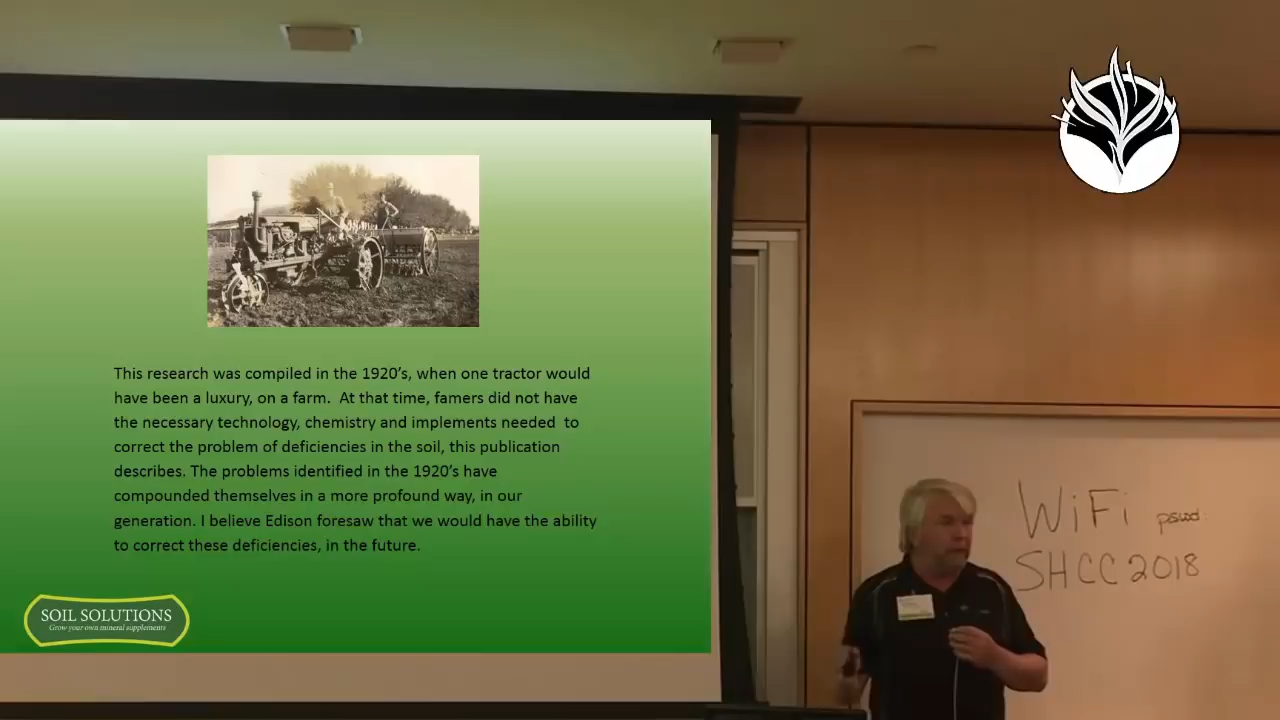 This research was compiled in the 1920's, when one tractor would
have been a luxury, on a farm.  At that time, famers did not have
the necessary technology, chemistry and implements needed  to
correct the problem of deficiencies in the soil, this publication
describes. The problems identified in the 1920's have
compounded themselves in a more profound way, in our
generation. I believe Edison foresaw that we would have the ability
to correct these deficiencies, in the future.
SOIL SOLUTIONS
Grow your own mineral supplements
WiFi pswd:
SHCC2018